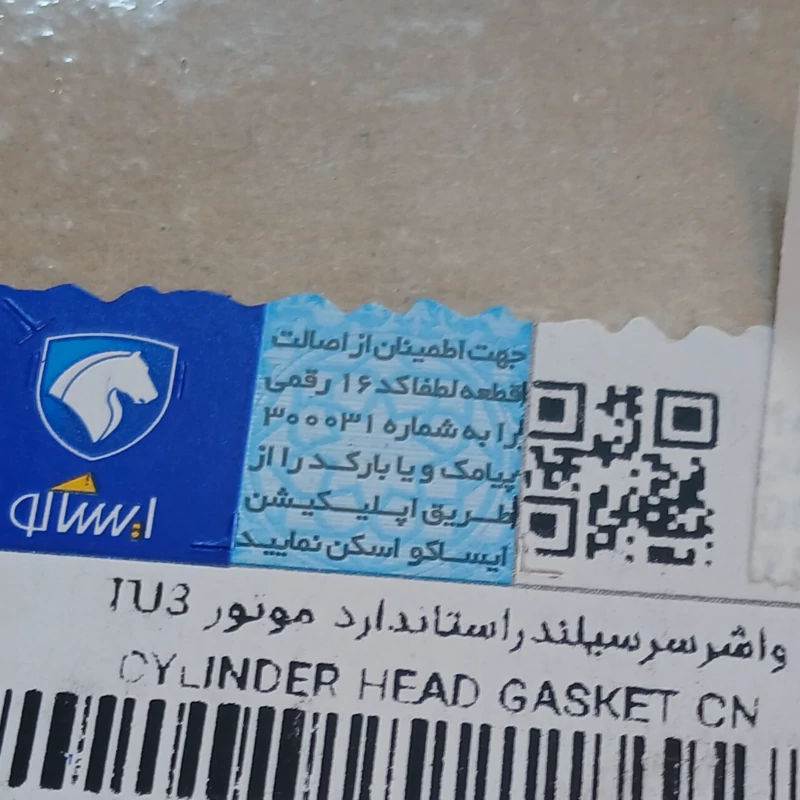 ایساکو
جهت اطمینان از اصالت
قطعه لطفا کد ۱۶ رقمی
را به شماره ۳۰۰۰۳۱
پیامک و یا بارکد را از
طریق اپلیکیشن
ایساکو اسکن نمایید
واشر سرسیلندر استاندارد موتور TU3
CYLINDER HEAD GASKET CN